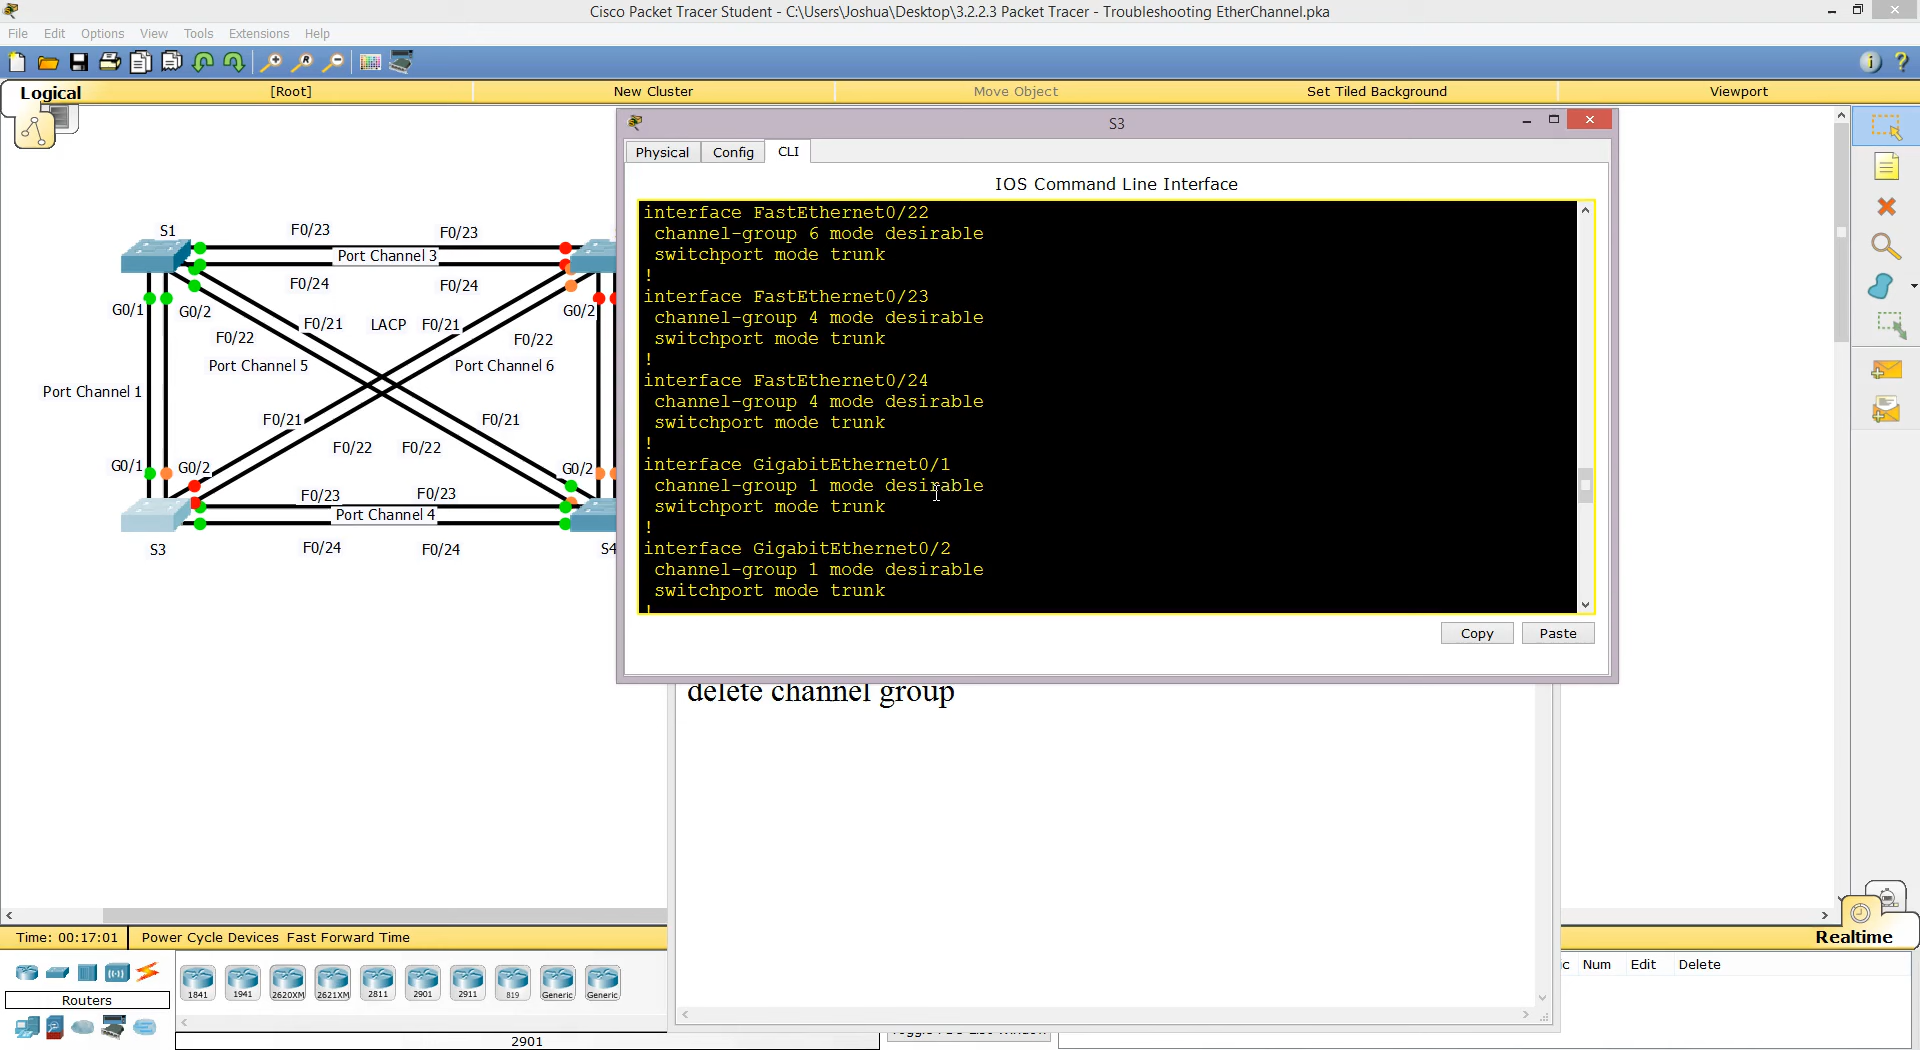 Cisco Packet Tracer Student - C:\Users\Joshua\Desktop\3.2.2.3 Packet Tracer - Troubleshooting EtherChannel.pka
File Edit Options View Tools Extensions Help
Logical [Root] New Cluster Move Object Set Tiled Background Viewport
S3
Physical Config CLI
IOS Command Line Interface
interface FastEthernet0/22
channel-group 6 mode desirable
switchport mode trunk
!
interface FastEthernet0/23
channel-group 4 mode desirable
switchport mode trunk
!
interface FastEthernet0/24
channel-group 4 mode desirable
switchport mode trunk
!
interface GigabitEthernet0/1
channel-group 1 mode desirable
switchport mode trunk
!
interface GigabitEthernet0/2
channel-group 1 mode desirable
switchport mode trunk
!
Copy Paste
delete channel group
S1 F0/23 F0/23
Port Channel 3
F0/24 F0/24
G0/1 G0/2 G0/2
F0/22 F0/21 LACP F0/21 F0/22
Port Channel 5 Port Channel 6
Port Channel 1
F0/21 F0/21
F0/22 F0/22
G0/1 G0/2 G0/2
F0/23 F0/23
Port Channel 4
S3 F0/24 F0/24 S4
Time: 00:17:01 Power Cycle Devices Fast Forward Time
Realtime
Num Edit Delete
1841 1941 2620XM 2621XM 2811 2901 2911 819 Generic Generic
Routers
2901